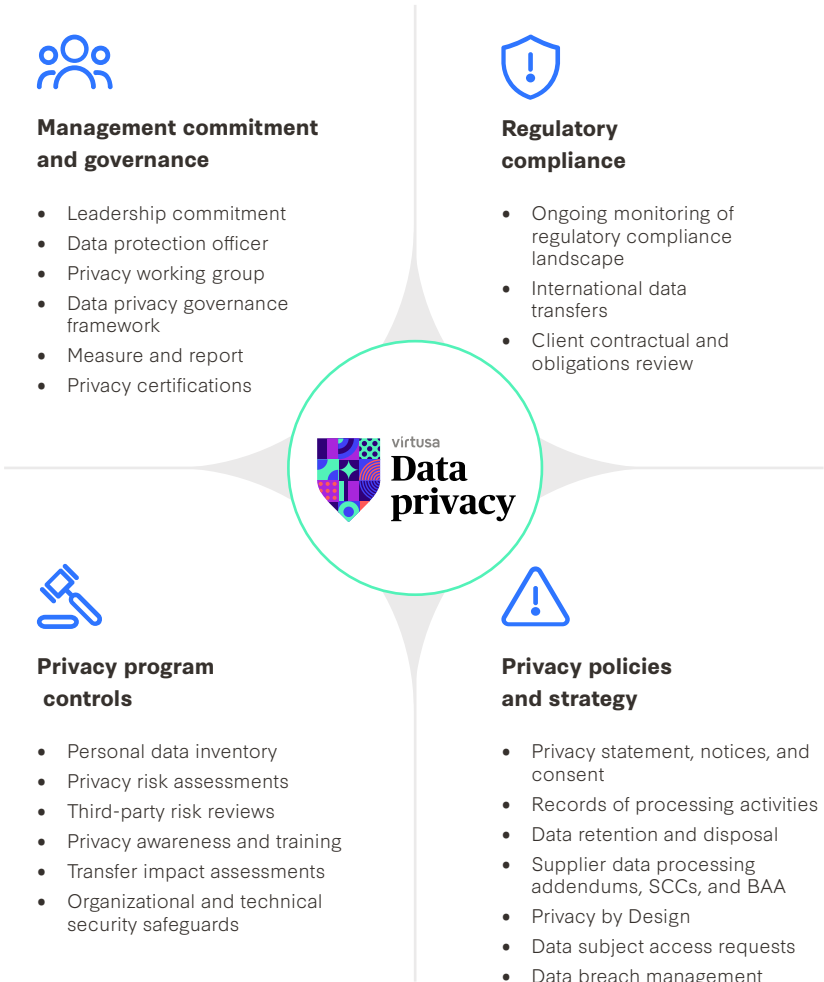 Management commitment
and governance
• Leadership commitment
• Data protection officer
• Privacy working group
• Data privacy governance
framework
• Measure and report
• Privacy certifications
Regulatory
compliance
• Ongoing monitoring of
regulatory compliance
landscape
• International data
transfers
• Client contractual and
obligations review
virtusa
Data
privacy
Privacy program
controls
• Personal data inventory
• Privacy risk assessments
• Third-party risk reviews
• Privacy awareness and training
• Transfer impact assessments
• Organizational and technical
security safeguards
Privacy policies
and strategy
• Privacy statement, notices, and
consent
• Records of processing activities
• Data retention and disposal
• Supplier data processing
addendums, SCCs, and BAA
• Privacy by Design
• Data subject access requests
• Data breach management